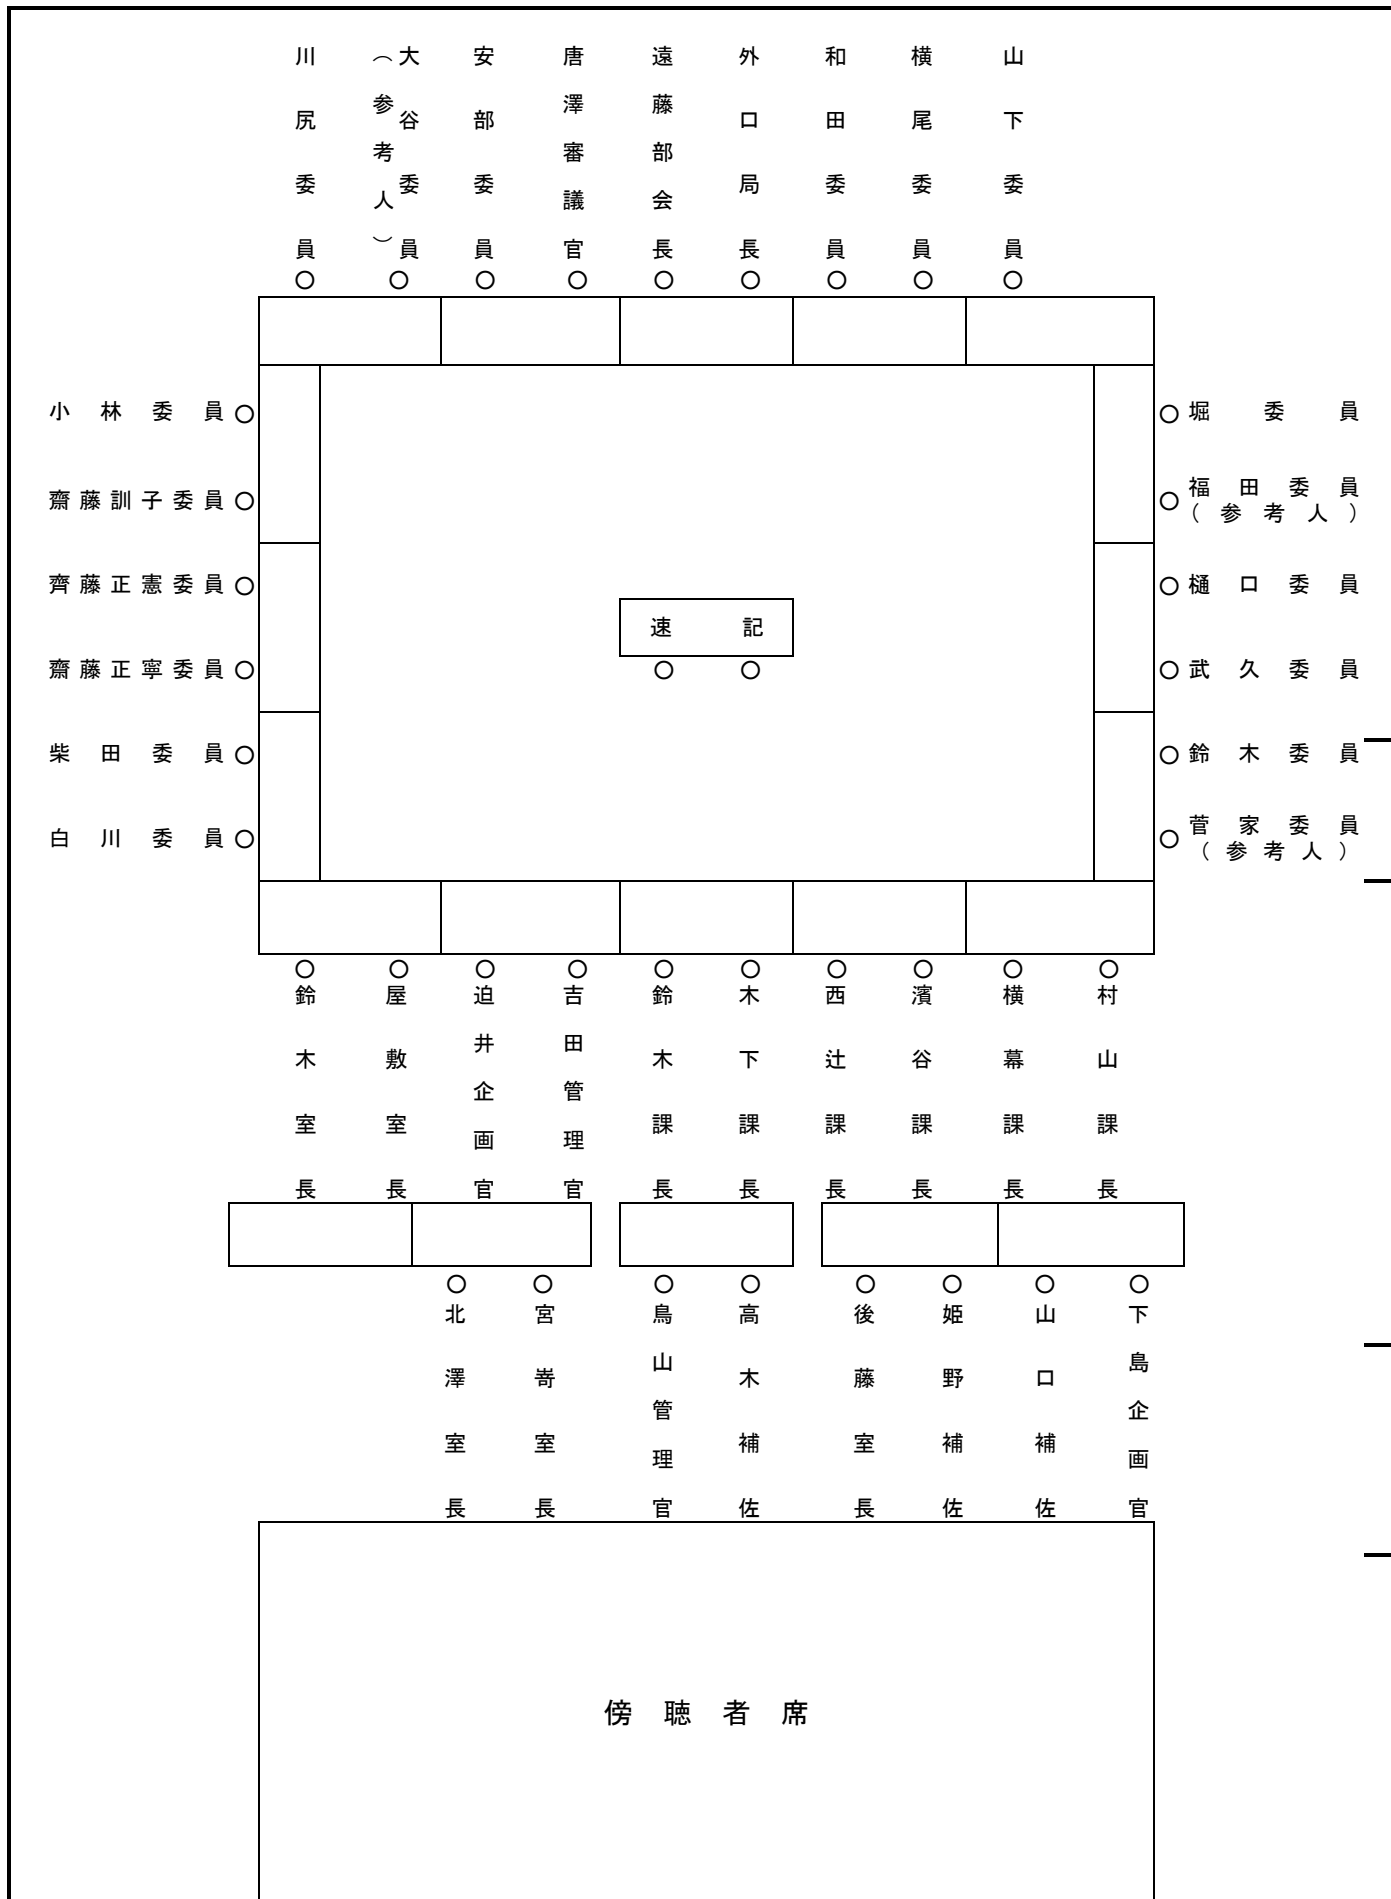 川尻委員
大谷委員
（参考人）
安部委員
唐澤審議官
遠藤部会長
外口局長
和田委員
横尾委員
山下委員
小林委員
齋藤訓子委員
齊藤正憲委員
齋藤正寧委員
柴田委員
白川委員
堀委員
福田委員
（参考人）
樋口委員
武久委員
鈴木委員
菅家委員
（参考人）
速記
鈴木室長
屋敷室長
迫井企画官
吉田管理官
鈴木課長
木下課長
西辻課長
濱谷課長
横幕課長
村山課長
北澤室長
宮嵜室長
鳥山管理官
高木補佐
後藤室長
姫野補佐
山口補佐
下島企画官
傍聴者席